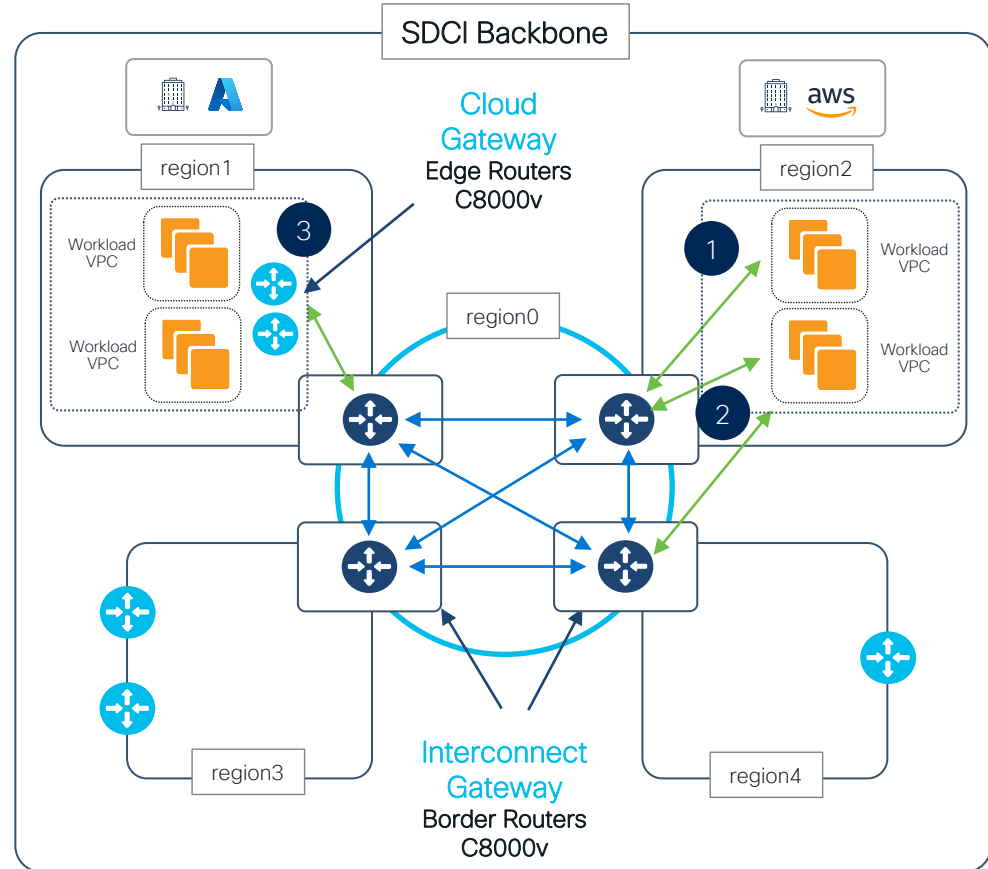 SDCI Backbone
aws
Cloud
Gateway
Edge Routers
C8000v
region1
region2
3
1
Workload
VPC
Workload
VPC
region0
Workload
VPC
Workload
VPC
2
region3
region4
Interconnect
Gateway
Border Routers
C8000v